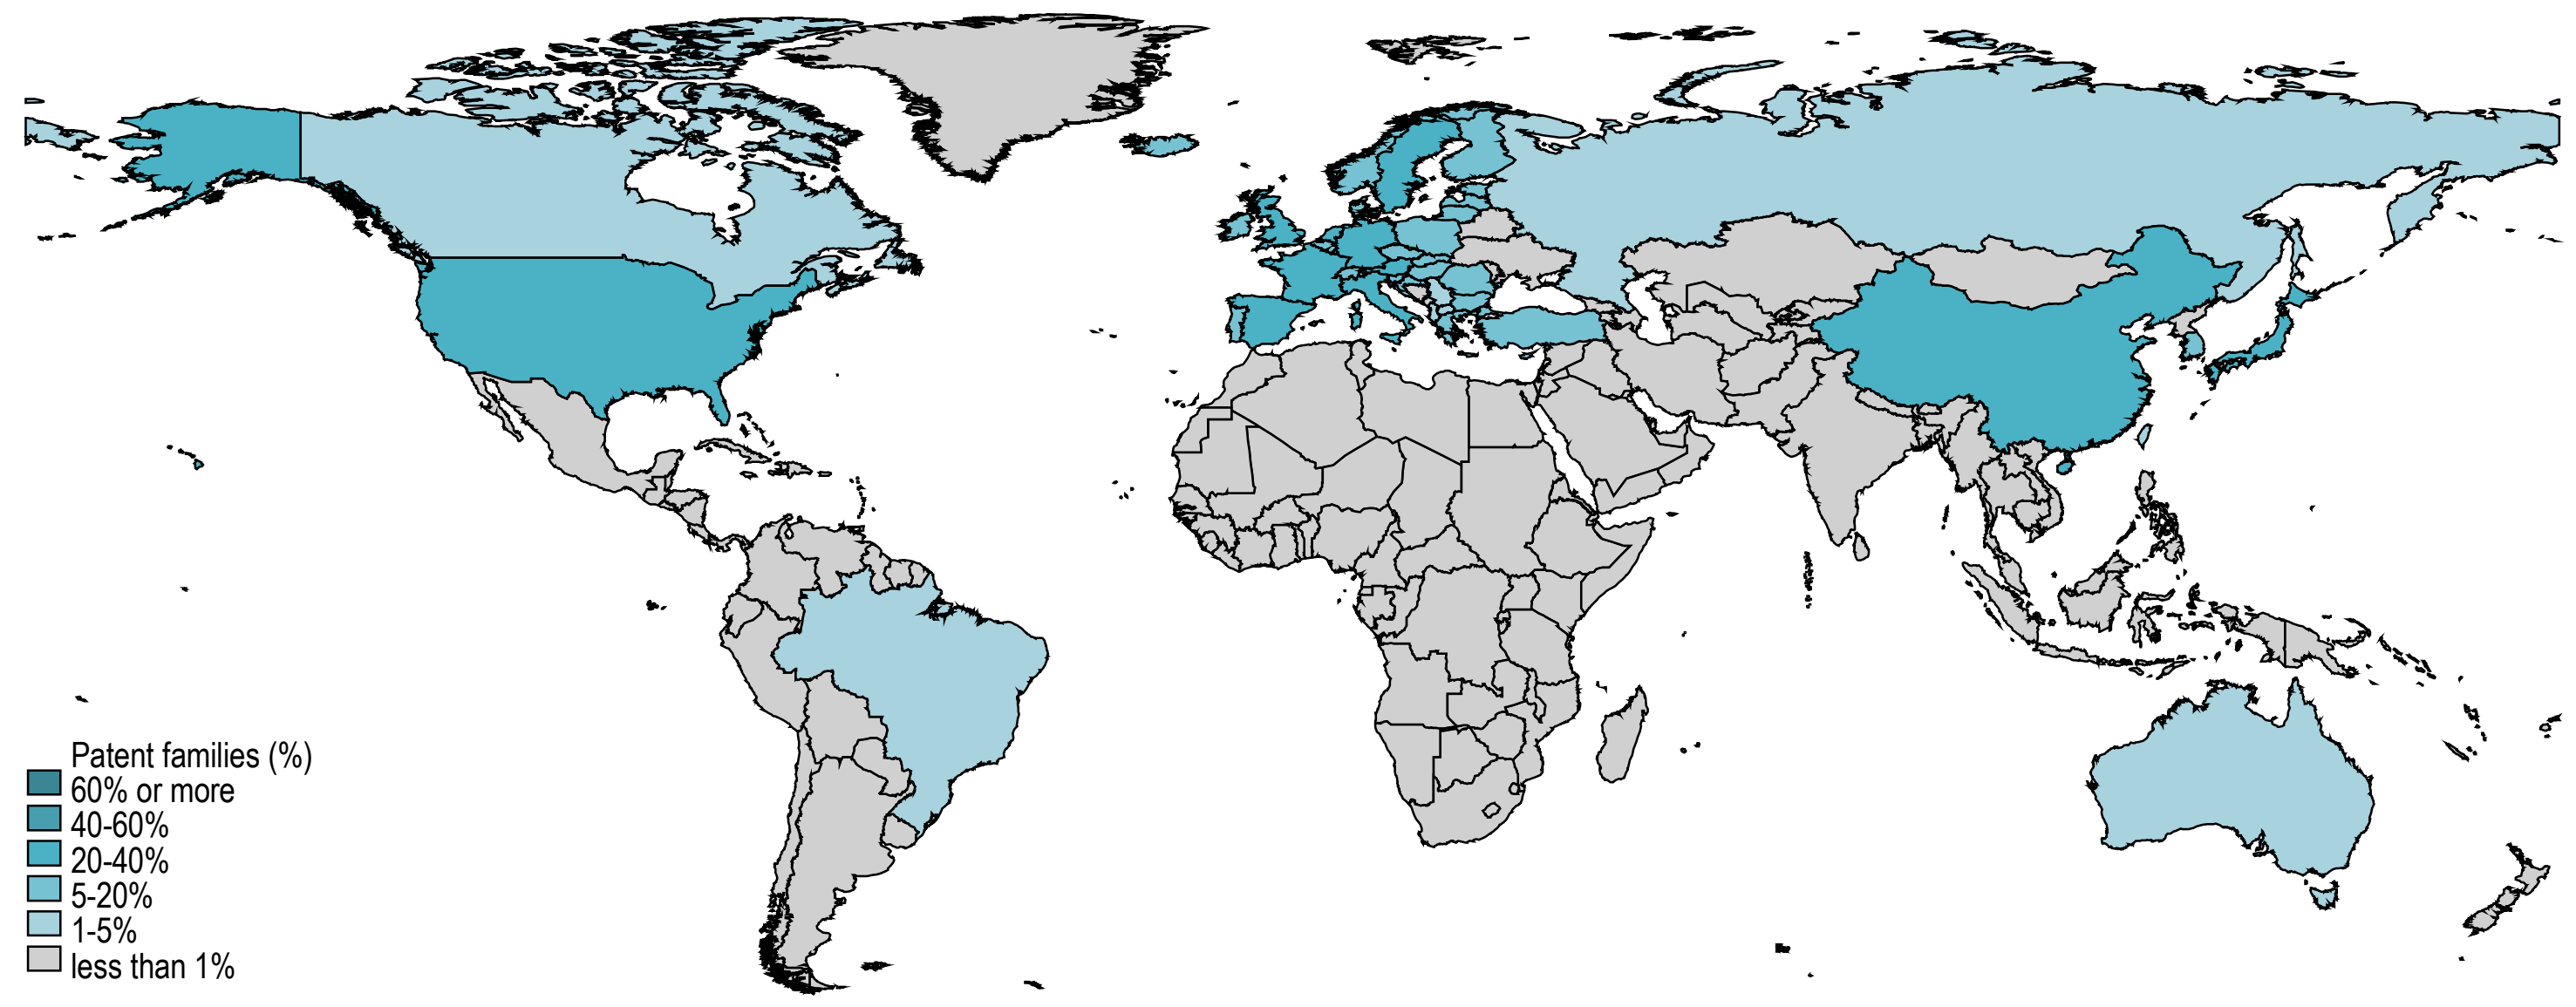 Patent families (%)
60% or more
40-60%
20-40%
5-20%
1-5%
less than 1%